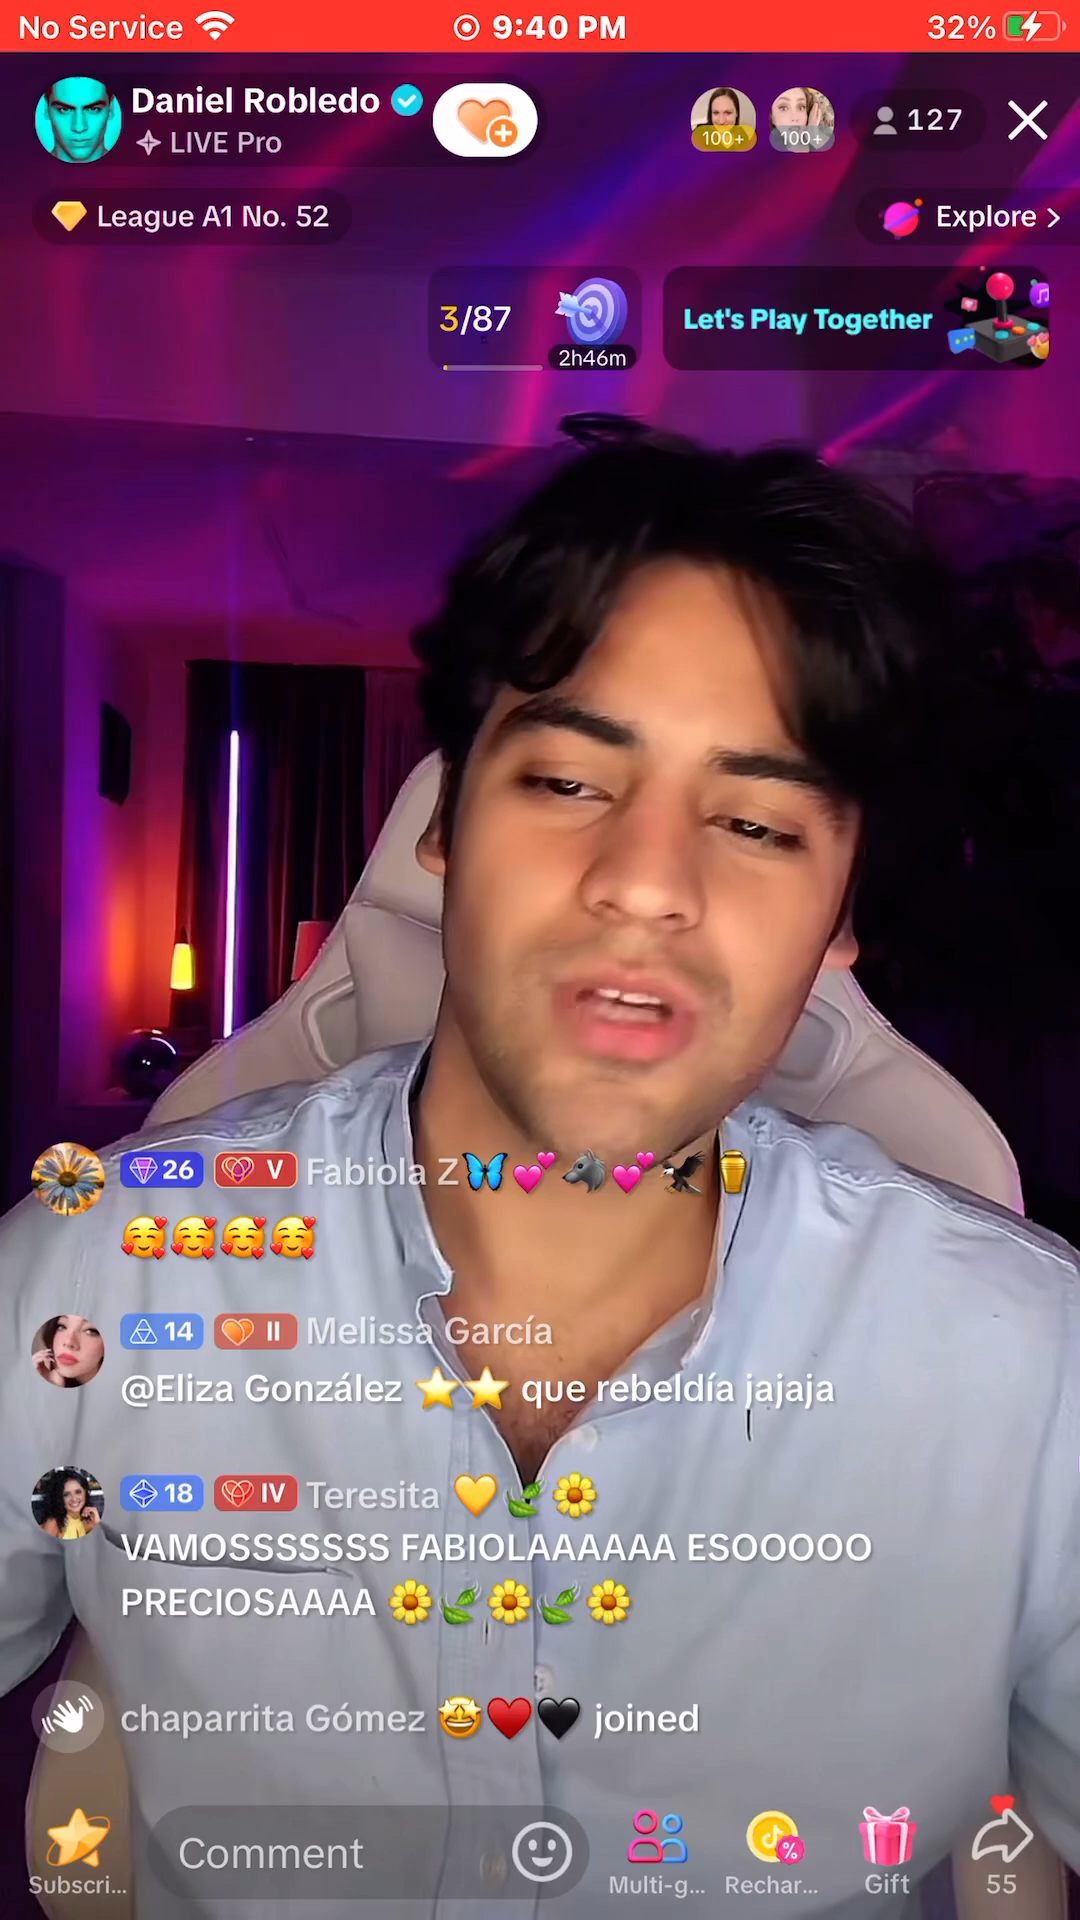 No Service 9:40 PM 32%
Daniel Robledo
LIVE Pro
100+ 100+ 127
League A1 No. 52
Explore >
3/87
2h46m
Let's Play Together
26 V Fabiola Z🦋💕🐺💕🦅⚱️
🥰🥰🥰🥰
14 II Melissa García
@Eliza González ⭐⭐ que rebeldía jajaja
18 IV Teresita 💛🍃🌼
VAMOSSSSSSS FABIOLAAAAAA ESOOOOO
PRECIOSAAAA 🌼🍃🌼🍃🌼
chaparrita Gómez 🤩❤️🖤 joined
Subscri...
Comment
Multi-g...
Rechar...
Gift
55